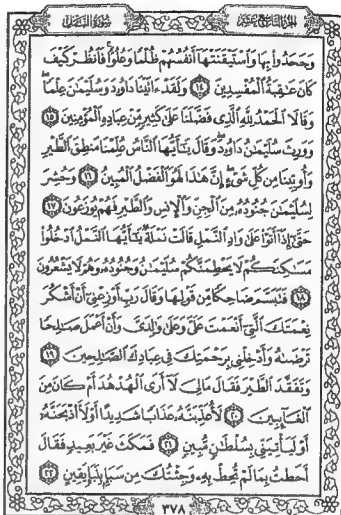 الجزء التاسع عشر سورة النمل
وَجَحَدُوا۟ بِهَا وَٱسْتَيْقَنَتْهَآ أَنفُسُهُمْ ظُلْمًا وَعُلُوًّا ۚ فَٱنظُرْ كَيْفَ
كَانَ عَـٰقِبَةُ ٱلْمُفْسِدِينَ ١٤ وَلَقَدْ ءَاتَيْنَا دَاوُۥدَ وَسُلَيْمَـٰنَ عِلْمًا ۖ
وَقَالَا ٱلْحَمْدُ لِلَّهِ ٱلَّذِى فَضَّلَنَا عَلَىٰ كَثِيرٍ مِّنْ عِبَادِهِ ٱلْمُؤْمِنِينَ ١٥
وَوَرِثَ سُلَيْمَـٰنُ دَاوُۥدَ ۖ وَقَالَ يَـٰٓأَيُّهَا ٱلنَّاسُ عُلِّمْنَا مَنطِقَ ٱلطَّيْرِ
وَأُوتِينَا مِن كُلِّ شَىْءٍ ۖ إِنَّ هَـٰذَا لَهُوَ ٱلْفَضْلُ ٱلْمُبِينُ ١٦ وَحُشِرَ
لِسُلَيْمَـٰنَ جُنُودُهُۥ مِنَ ٱلْجِنِّ وَٱلْإِنسِ وَٱلطَّيْرِ فَهُمْ يُوزَعُونَ ١٧
حَتَّىٰٓ إِذَآ أَتَوْا۟ عَلَىٰ وَادِ ٱلنَّمْلِ قَالَتْ نَمْلَةٌ يَـٰٓأَيُّهَا ٱلنَّمْلُ ٱدْخُلُوا۟
مَسَـٰكِنَكُمْ لَا يَحْطِمَنَّكُمْ سُلَيْمَـٰنُ وَجُنُودُهُۥ وَهُمْ لَا يَشْعُرُونَ
١٨ فَتَبَسَّمَ ضَاحِكًا مِّن قَوْلِهَا وَقَالَ رَبِّ أَوْزِعْنِىٓ أَنْ أَشْكُرَ
نِعْمَتَكَ ٱلَّتِىٓ أَنْعَمْتَ عَلَىَّ وَعَلَىٰ وَٰلِدَىَّ وَأَنْ أَعْمَلَ صَـٰلِحًا
تَرْضَىٰهُ وَأَدْخِلْنِى بِرَحْمَتِكَ فِى عِبَادِكَ ٱلصَّـٰلِحِينَ ١٩
وَتَفَقَّدَ ٱلطَّيْرَ فَقَالَ مَا لِىَ لَآ أَرَى ٱلْهُدْهُدَ أَمْ كَانَ مِنَ
ٱلْغَآئِبِينَ ٢٠ لَأُعَذِّبَنَّهُۥ عَذَابًا شَدِيدًا أَوْ لَأَا۟ذْبَحَنَّهُۥٓ
أَوْ لَيَأْتِيَنِّى بِسُلْطَـٰنٍ مُّبِينٍ ٢١ فَمَكَثَ غَيْرَ بَعِيدٍ فَقَالَ
أَحَطتُ بِمَا لَمْ تُحِطْ بِهِۦ وَجِئْتُكَ مِن سَبَإٍۭ بِنَبَإٍ يَقِينٍ ٢٢
٣٧٨